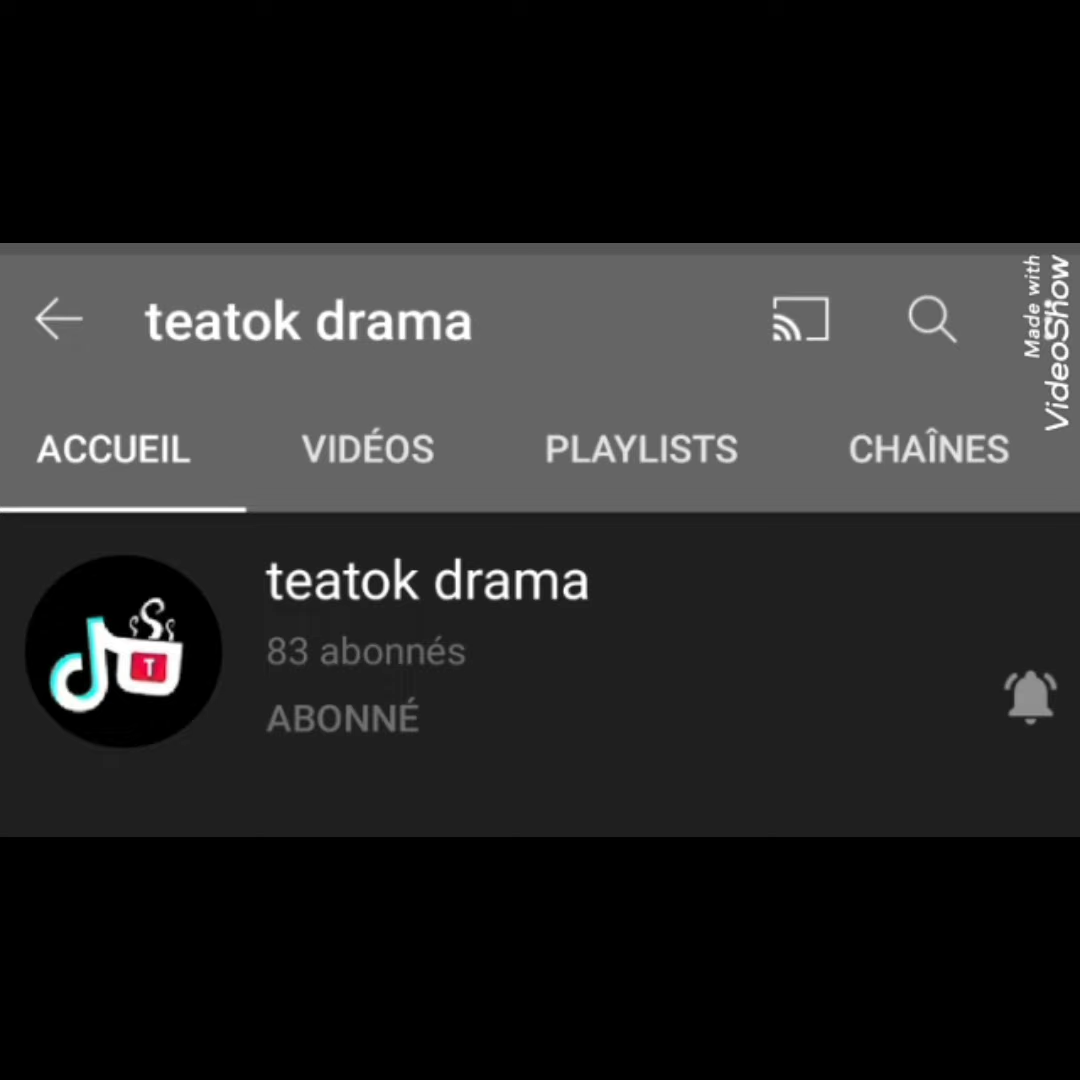 teatok drama
Made with
VideoShow
ACCUEIL VIDÉOS PLAYLISTS CHAÎNES
teatok drama
T
83 abonnés
ABONNÉ